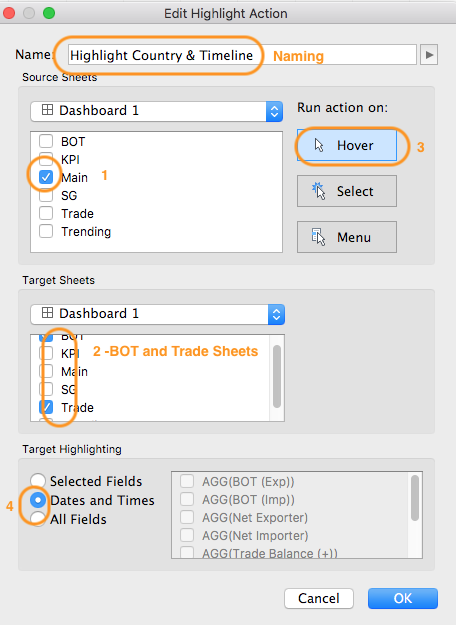 Edit Highlight Action
Name: Highlight Country & Timeline Naming
Source Sheets
Dashboard 1
Run action on:
BOT
KPI
Main 1
SG
Trade
Trending
Hover 3
Select
Menu
Target Sheets
Dashboard 1
BOT
KPI
Main
SG
Trade
2 -BOT and Trade Sheets
Target Highlighting
Selected Fields
4 Dates and Times
All Fields
AGG(BOT (Exp))
AGG(BOT (Imp))
AGG(Net Exporter)
AGG(Net Importer)
AGG(Trade Balance (+))
Cancel
OK